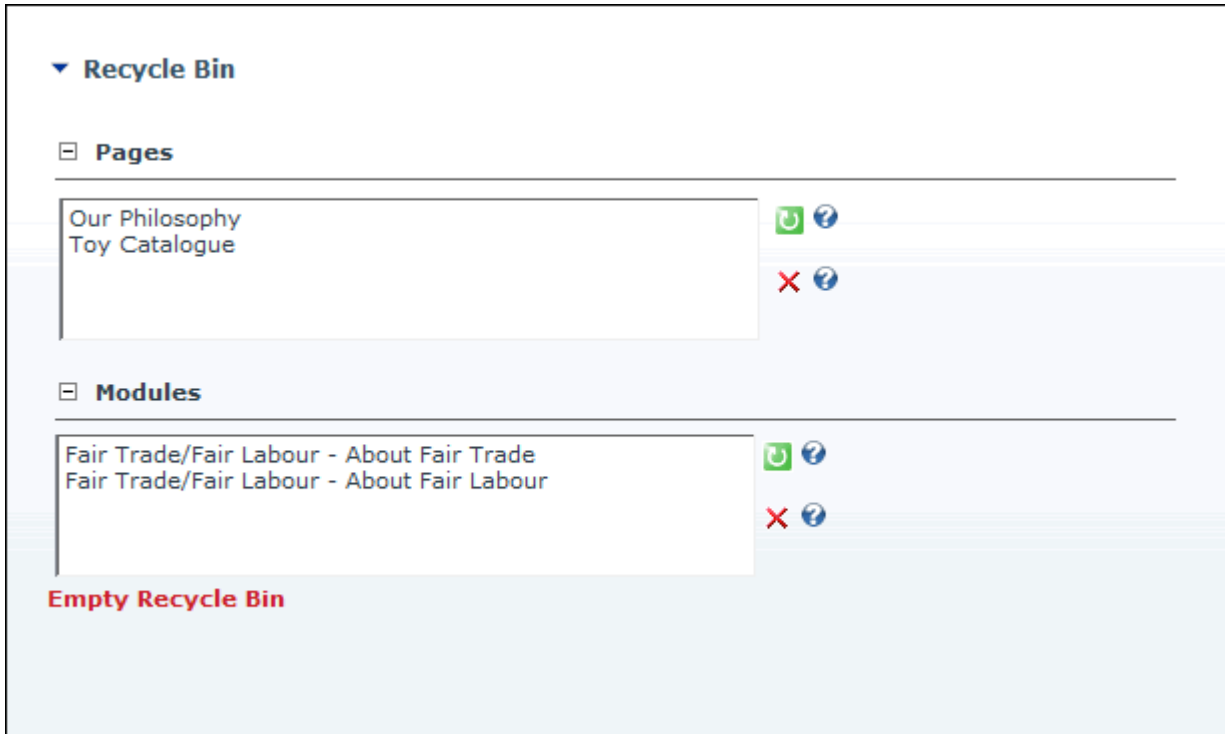 Recycle Bin
Pages
Our Philosophy
Toy Catalogue
Modules
Fair Trade/Fair Labour - About Fair Trade
Fair Trade/Fair Labour - About Fair Labour
Empty Recycle Bin